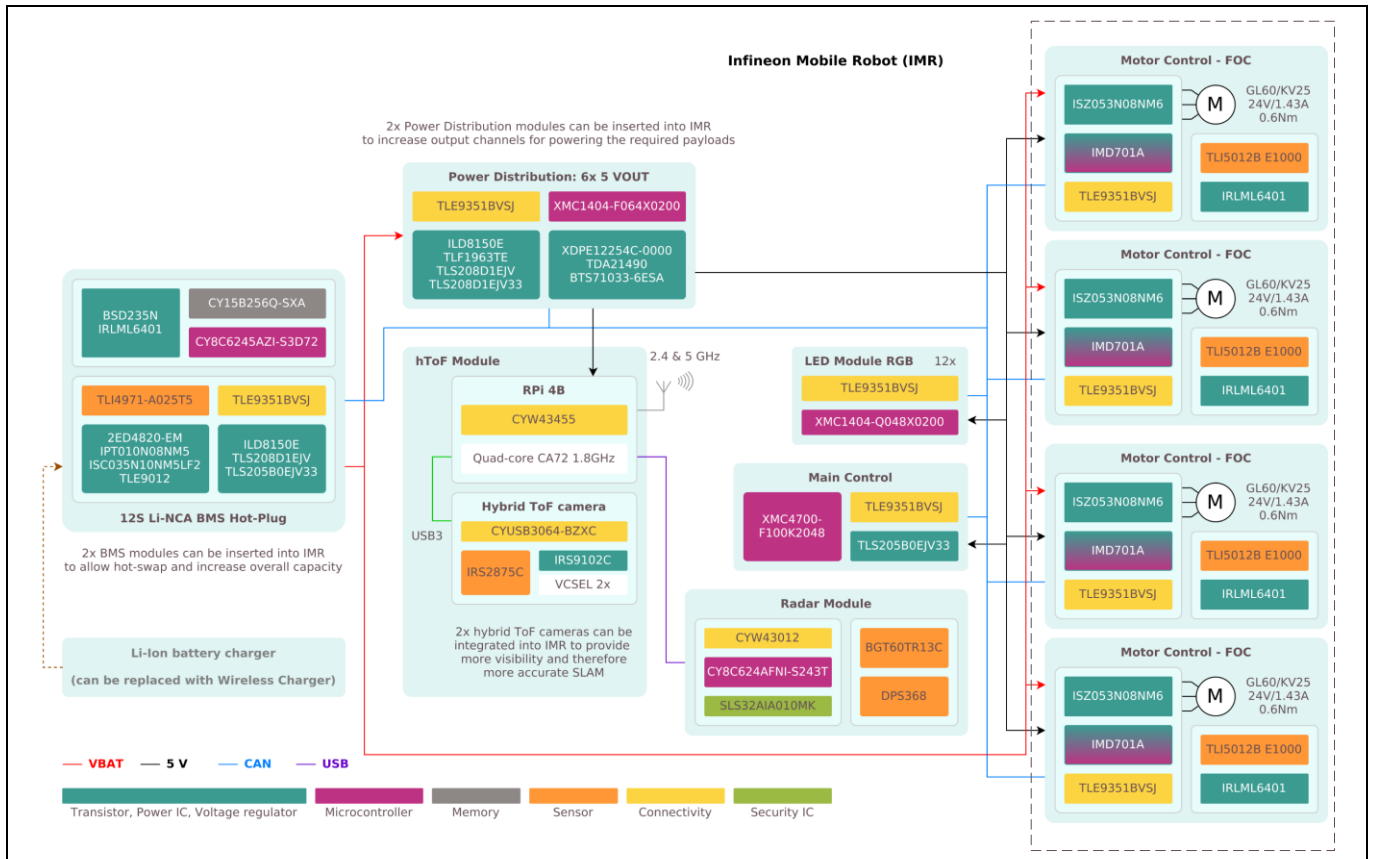 Infineon Mobile Robot (IMR)
2x Power Distribution modules can be inserted into IMR
to increase output channels for powering the required payloads
Power Distribution: 6x 5 VOUT
TLE9351BVSJ
XMC1404-F064X0200
ILD8150E
TLF1963TE
TLS208D1EJV
TLS208D1EJV33
XDPE12254C-0000
TDA21490
BTS71033-6ESA
BSD235N
IRLML6401
CY15B256Q-SXA
CY8C6245AZI-S3D72
TLI4971-A025T5
TLE9351BVSJ
2ED4820-EM
IPT010N08NM5
ISC035N10NM5LF2
TLE9012
ILD8150E
TLS208D1EJV
TLS205B0EJV33
12S Li-NCA BMS Hot-Plug
2x BMS modules can be inserted into IMR
to allow hot-swap and increase overall capacity
Li-Ion battery charger
(can be replaced with Wireless Charger)
hToF Module
2.4 & 5 GHz
RPi 4B
CYW43455
Quad-core CA72 1.8GHz
USB3
Hybrid ToF camera
CYUSB3064-BZXC
IRS2875C
IRS9102C
VCSEL 2x
2x hybrid ToF cameras can be
integrated into IMR to provide
more visibility and therefore
more accurate SLAM
LED Module RGB 12x
TLE9351BVSJ
XMC1404-Q048X0200
Main Control
XMC4700-
F100K2048
TLE9351BVSJ
TLS205B0EJV33
Radar Module
CYW43012
CY8C624AFNI-S243T
SLS32AIA010MK
BGT60TR13C
DPS368
Motor Control - FOC
ISZ053N08NM6
M
GL60/KV25
24V/1.43A
0.6Nm
IMD701A
TLI5012B E1000
TLE9351BVSJ
IRLML6401
Motor Control - FOC
ISZ053N08NM6
M
GL60/KV25
24V/1.43A
0.6Nm
IMD701A
TLI5012B E1000
TLE9351BVSJ
IRLML6401
Motor Control - FOC
ISZ053N08NM6
M
GL60/KV25
24V/1.43A
0.6Nm
IMD701A
TLI5012B E1000
TLE9351BVSJ
IRLML6401
Motor Control - FOC
ISZ053N08NM6
M
GL60/KV25
24V/1.43A
0.6Nm
IMD701A
TLI5012B E1000
TLE9351BVSJ
IRLML6401
VBAT 5 V CAN USB
Transistor, Power IC, Voltage regulator Microcontroller Memory Sensor Connectivity Security IC